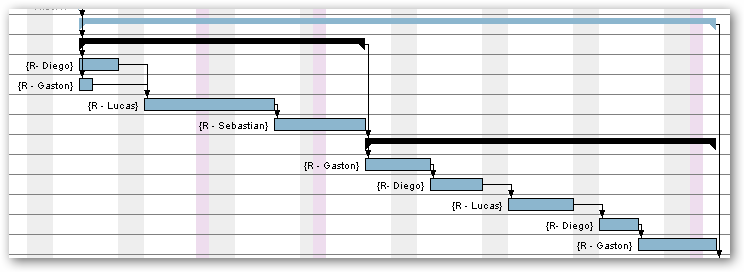 {R- Diego}
{R - Gaston}
{R - Lucas}
{R - Sebastian}
{R - Gaston}
{R- Diego}
{R - Lucas}
{R- Diego}
{R - Gaston}